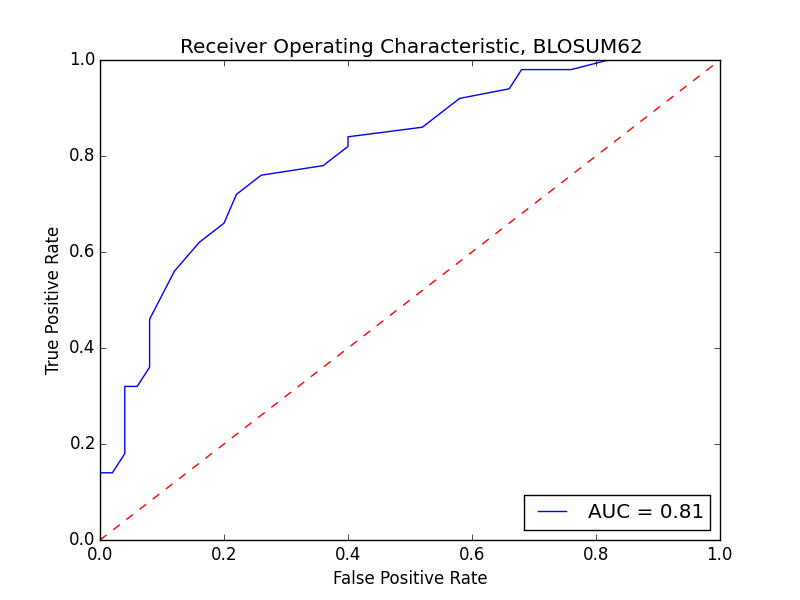 Receiver Operating Characteristic, BLOSUM62
1.0
0.8
0.6
0.4
0.2
0.0
True Positive Rate
AUC = 0.81
0.0 0.2 0.4 0.6 0.8 1.0
False Positive Rate